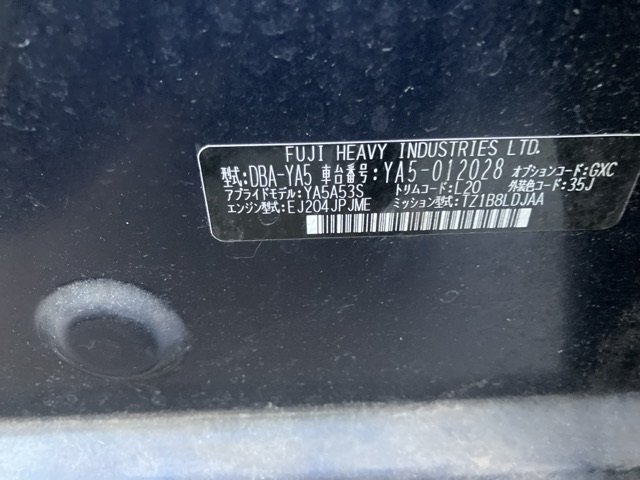 FUJI HEAVY INDUSTRIES LTD.
型式:DBA-YA5 車台番号:YA5-012028 オプションコード:GXC
アプライドモデル:YA5A53S トリムコード:L20 外装色コード:35J
エンジン型式:EJ204JPJME ミッション型式:TZ1B8LDJAA